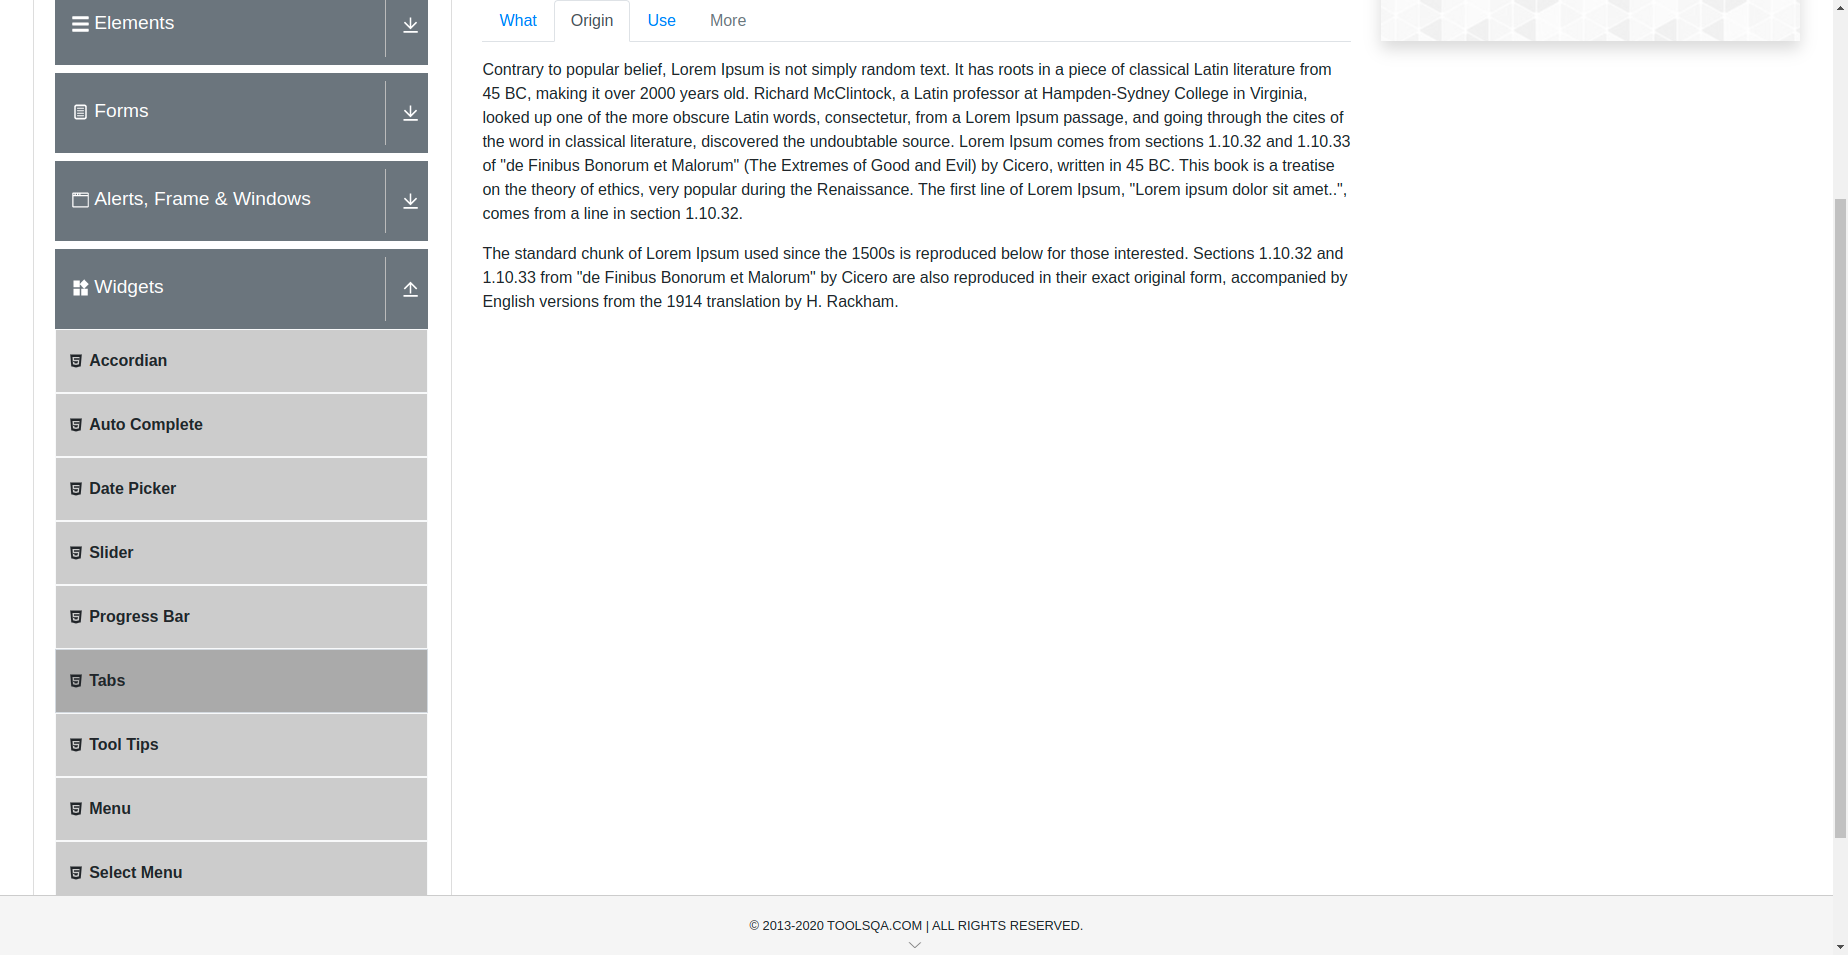 Elements
Forms
Alerts, Frame & Windows
Widgets
Accordian
Auto Complete
Date Picker
Slider
Progress Bar
Tabs
Tool Tips
Menu
Select Menu
What Origin Use More
Contrary to popular belief, Lorem Ipsum is not simply random text. It has roots in a piece of classical Latin literature from
45 BC, making it over 2000 years old. Richard McClintock, a Latin professor at Hampden-Sydney College in Virginia,
looked up one of the more obscure Latin words, consectetur, from a Lorem Ipsum passage, and going through the cites of
the word in classical literature, discovered the undoubtable source. Lorem Ipsum comes from sections 1.10.32 and 1.10.33
of "de Finibus Bonorum et Malorum" (The Extremes of Good and Evil) by Cicero, written in 45 BC. This book is a treatise
on the theory of ethics, very popular during the Renaissance. The first line of Lorem Ipsum, "Lorem ipsum dolor sit amet..",
comes from a line in section 1.10.32.
The standard chunk of Lorem Ipsum used since the 1500s is reproduced below for those interested. Sections 1.10.32 and
1.10.33 from "de Finibus Bonorum et Malorum" by Cicero are also reproduced in their exact original form, accompanied by
English versions from the 1914 translation by H. Rackham.
© 2013-2020 TOOLSQA.COM | ALL RIGHTS RESERVED.